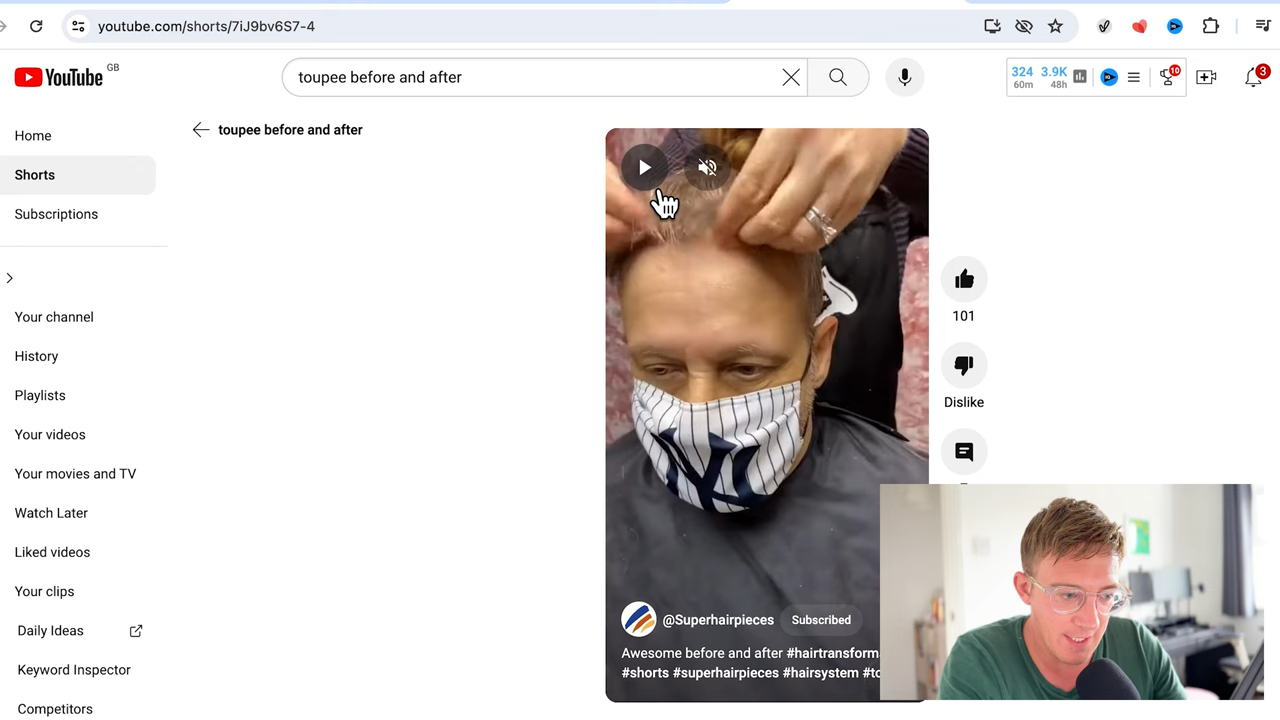 youtube.com/shorts/7iJ9bv6S7-4
YouTube GB
toupee before and after
324 3.9K
60m 48h
10
3
Home
toupee before and after
Shorts
Subscriptions
Your channel
101
History
Playlists
Dislike
Your videos
Your movies and TV
Watch Later
Liked videos
Your clips
@Superhairpieces Subscribed
Daily Ideas
Awesome before and after #hairtransform
Keyword Inspector
#shorts #superhairpieces #hairsystem #to
Competitors